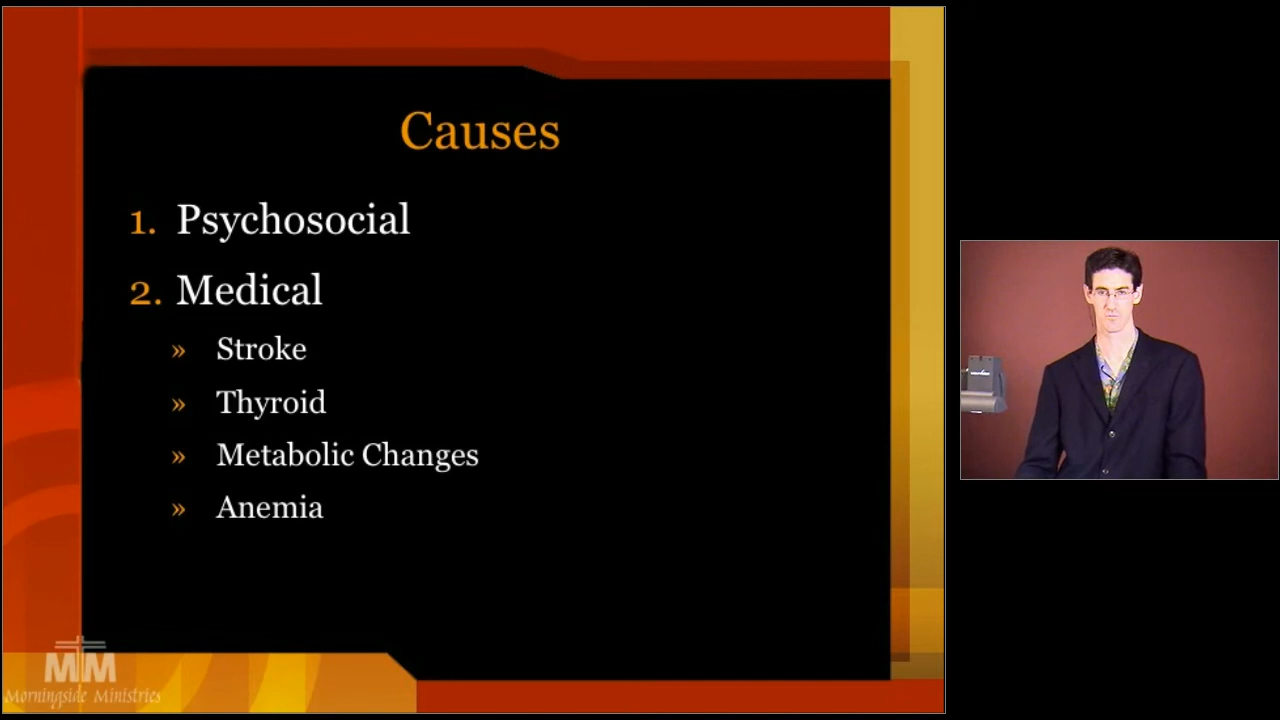 Causes
1. Psychosocial
2. Medical
» Stroke
» Thyroid
» Metabolic Changes
» Anemia
MM
Morningside Ministries